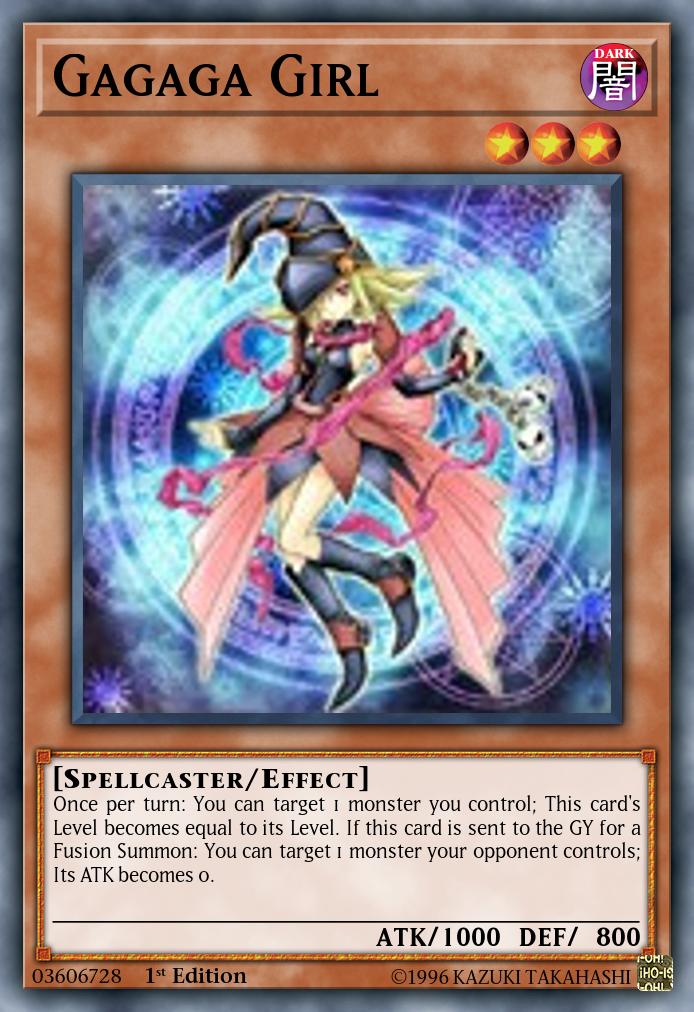 Gagaga Girl
DARK
闇
[Spellcaster/Effect]
Once per turn: You can target 1 monster you control; This card's
Level becomes equal to its Level. If this card is sent to the GY for a
Fusion Summon: You can target 1 monster your opponent controls;
Its ATK becomes 0.
ATK/1000 DEF/ 800
03606728 1st Edition ©1996 KAZUKI TAKAHASHI